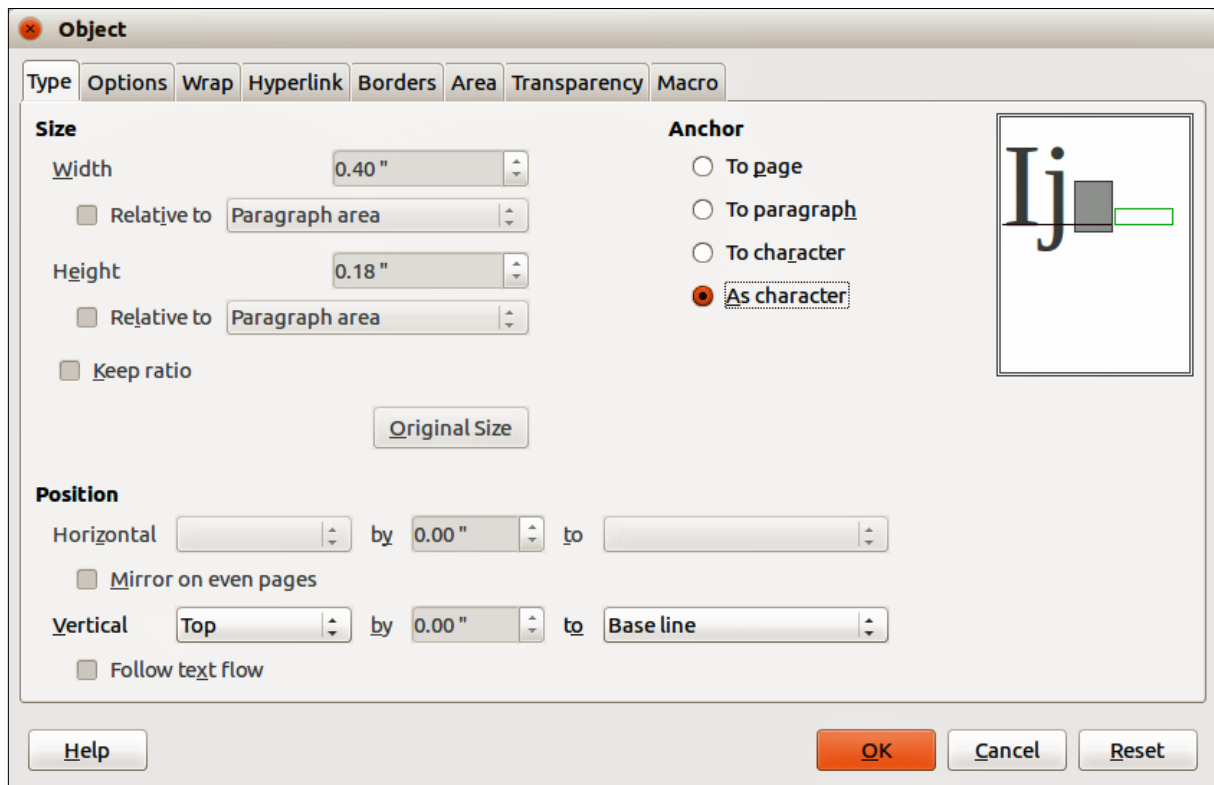 Object
Type Options Wrap Hyperlink Borders Area Transparency Macro
Size
Width 0.40 "
Relative to Paragraph area
Height 0.18 "
Relative to Paragraph area
Keep ratio
Original Size
Anchor
To page
To paragraph
To character
As character
Ij
Position
Horizontal by 0.00 " to
Mirror on even pages
Vertical Top by 0.00 " to Base line
Follow text flow
Help OK Cancel Reset